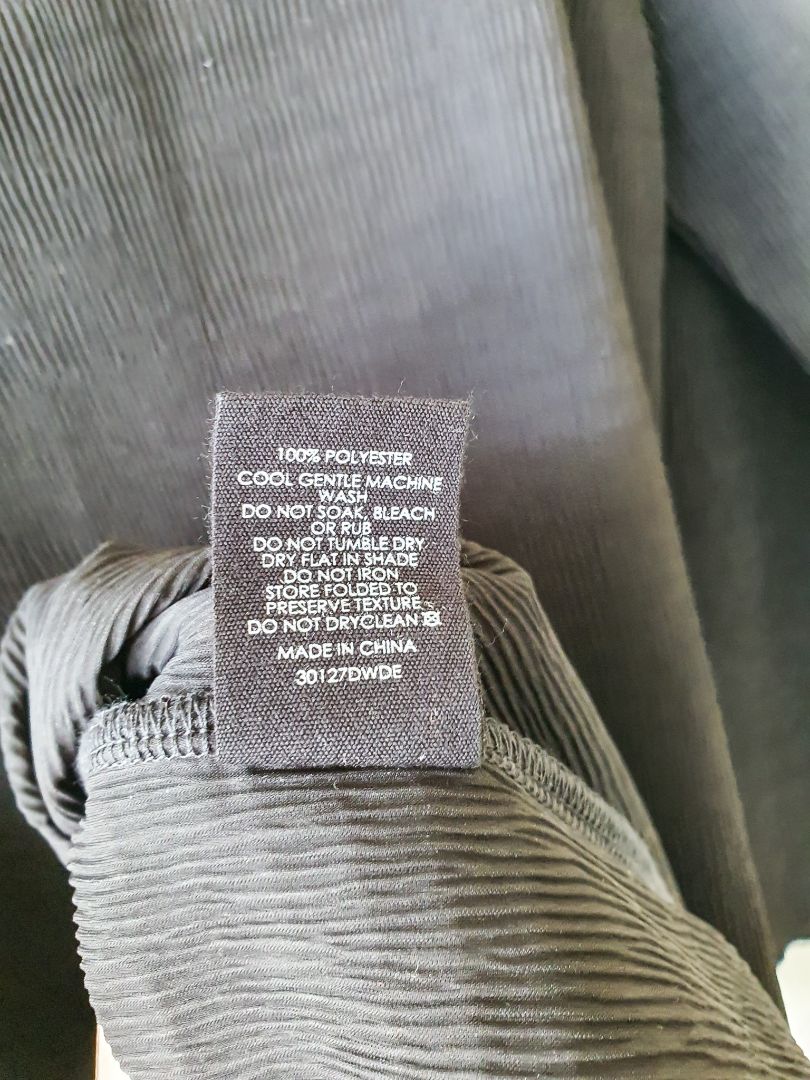 100% POLYESTER
COOL GENTLE MACHINE
WASH
DO NOT SOAK, BLEACH
OR RUB
DO NOT TUMBLE DRY
DRY FLAT IN SHADE
DO NOT IRON
STORE FOLDED TO
PRESERVE TEXTURE
DO NOT DRYCLEAN
MADE IN CHINA
30127DWDE